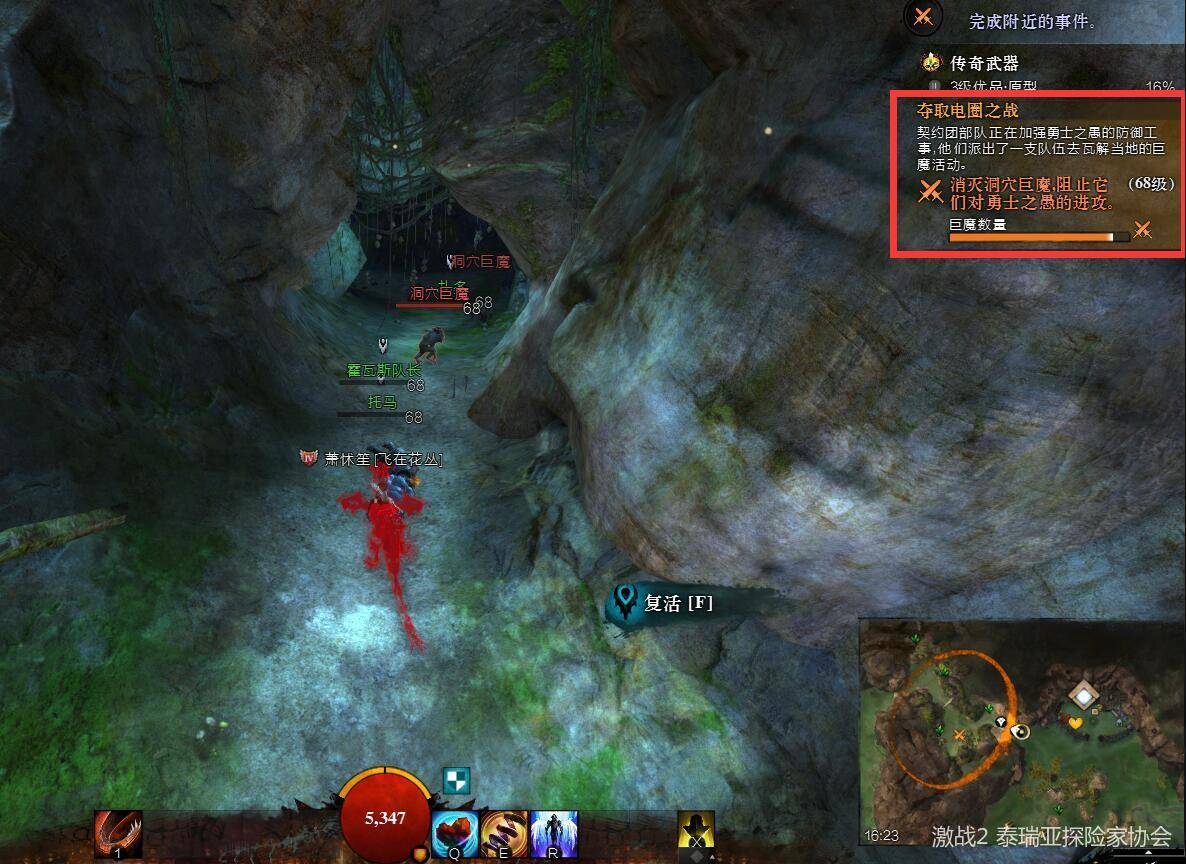 完成附近的事件。
传奇武器
3级优品:原型 16%
夺取电圈之战
契约团部队正在加强勇士之愚的防御工
事,他们派出了一支队伍去瓦解当地的巨
魔活动。
消灭洞穴巨魔,阻止它 (68级)
们对勇士之愚的进攻。
巨魔数量
洞穴巨魔
扎多
洞穴巨魔 68
68
霍瓦斯队长
68
托马
68
IV 萧伏笙[飞在花丛]
复活 [F]
5,347
1 Q E R X
16:23
激战2 泰瑞亚探险家协会